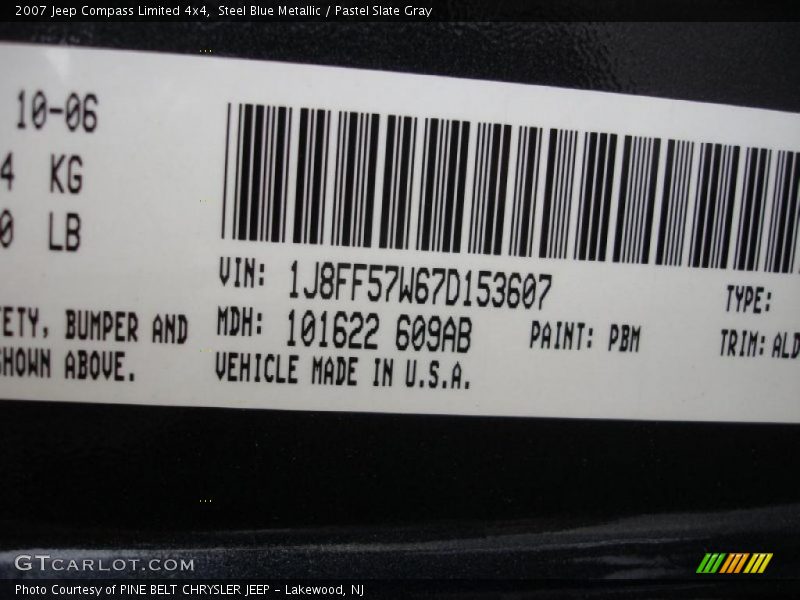 2007 Jeep Compass Limited 4x4, Steel Blue Metallic / Pastel Slate Gray
10-06
4 KG
0 LB
VIN: 1J8FF57W67D153607
TYPE:
ETY, BUMPER AND
MDH: 101622 609AB
PAINT: PBM
TRIM: ALD
SHOWN ABOVE.
VEHICLE MADE IN U.S.A.
GTCARLOT.COM
Photo Courtesy of PINE BELT CHRYSLER JEEP - Lakewood, NJ